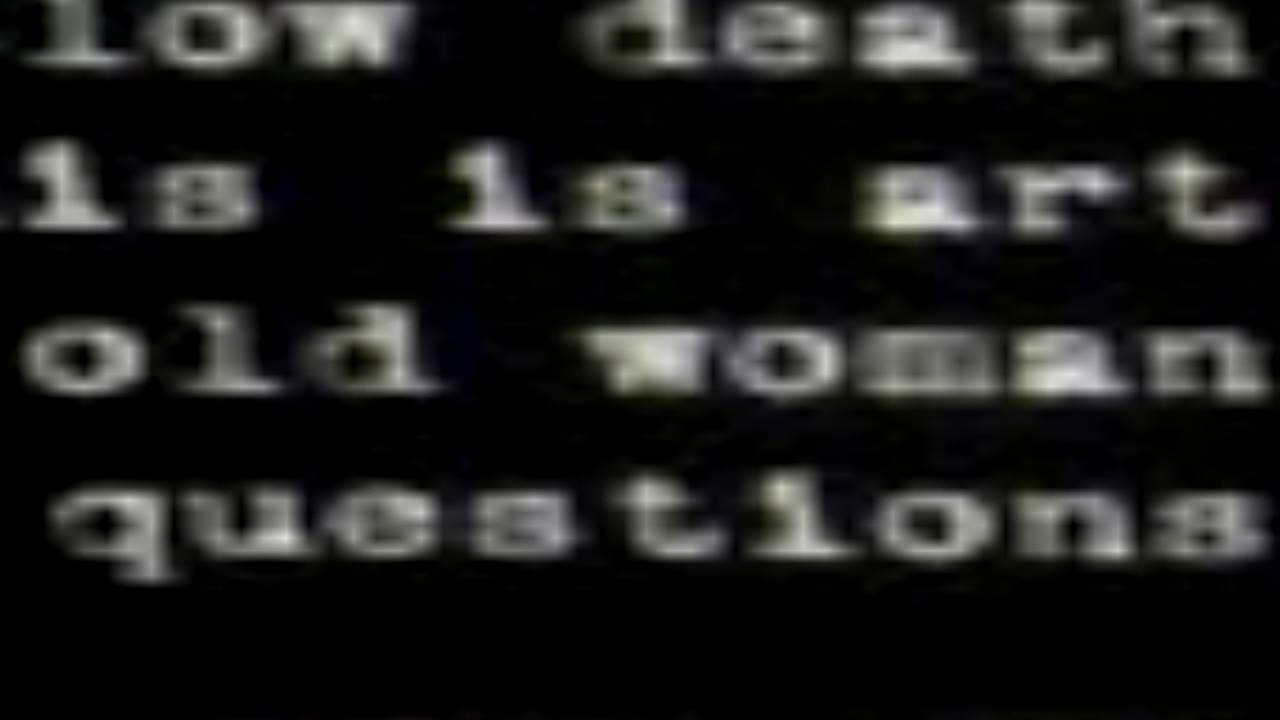 low death
is is art
old woman
questions